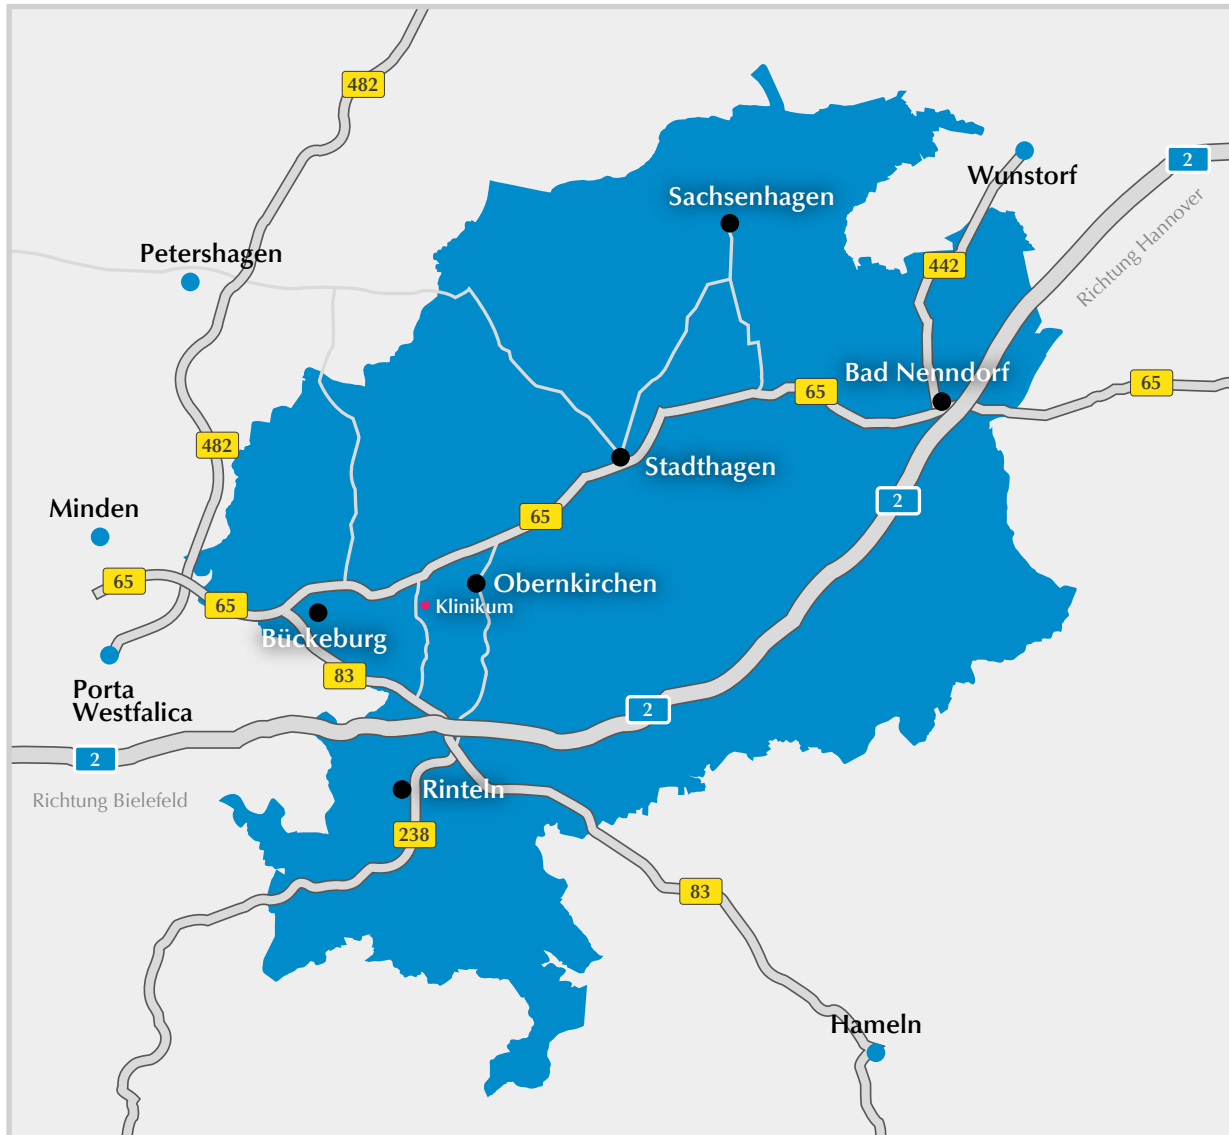 482
2
Wunstorf
Sachsenhagen
Richtung Hannover
Petershagen
442
Bad Nenndorf
65
65
482
Stadthagen
2
Minden
65
65
Obernkirchen
65
Klinikum
Bückeburg
83
Porta
Westfalica
2
2
Richtung Bielefeld
Rinteln
238
83
Hameln